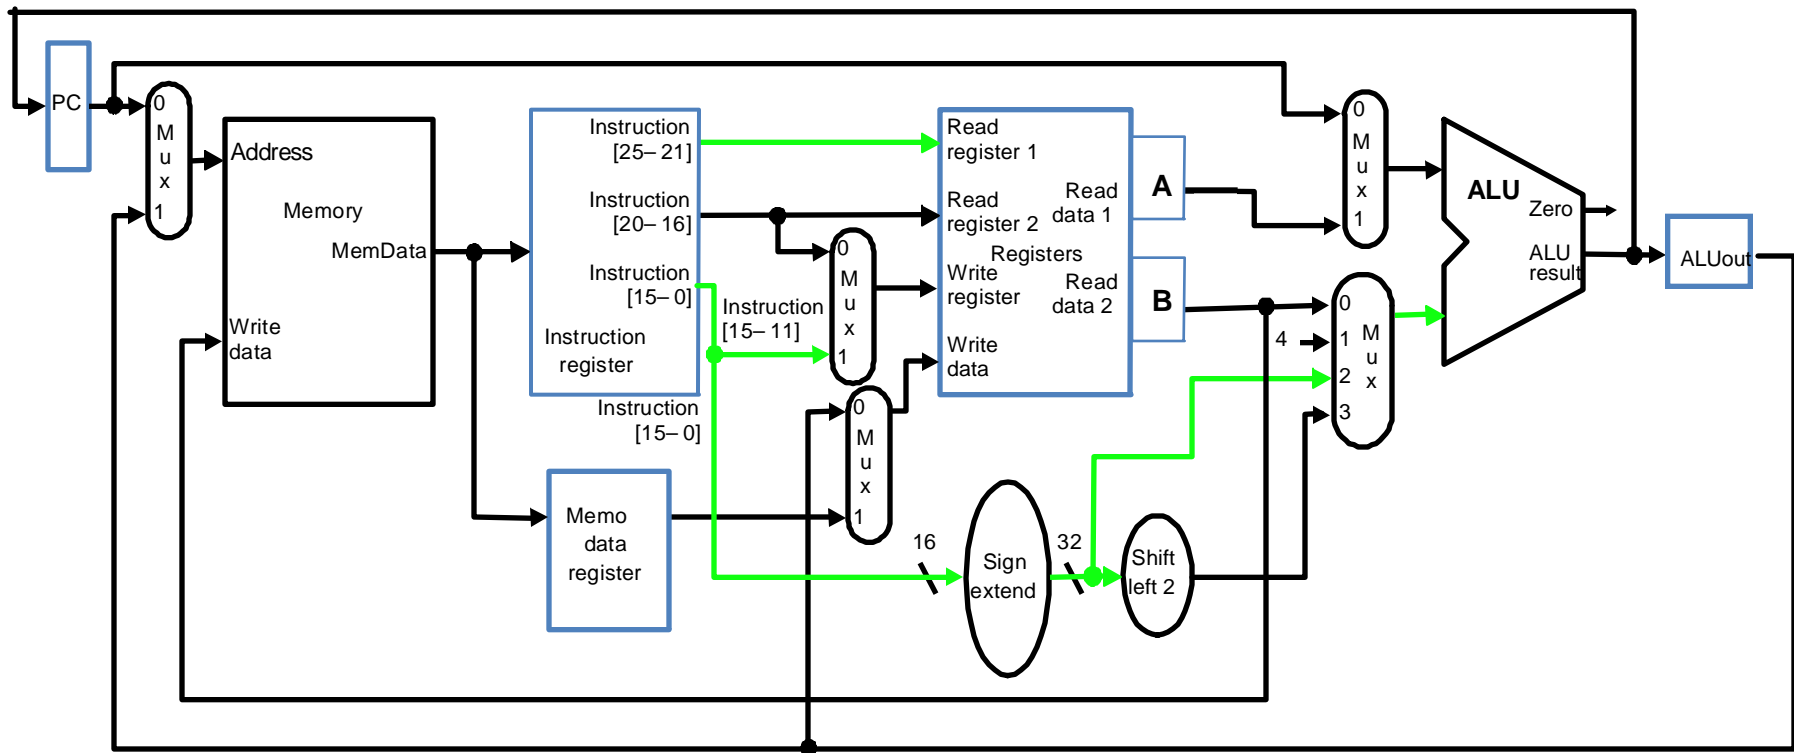 PC
0
M
u
x
1
Address
Memory
MemData
Write
data
Instruction
[25– 21]
Instruction
[20– 16]
Instruction
[15– 0]
Instruction
register
Instruction
[15– 11]
Instruction
[15– 0]
0
M
u
x
1
0
M
u
x
1
Memo
data
register
Read
register 1
Read
register 2
Registers
Write
register
Write
data
Read
data 1
Read
data 2
A
B
16
Sign
extend
32
Shift
left 2
0
M
u
x
1
4
0
1
2
3
M
u
x
ALU
Zero
ALU
result
ALUout